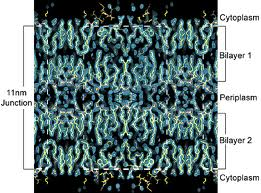 Cytoplasm
Bilayer 1
11nm
Junction
Periplasm
Bilayer 2
Cytoplasm